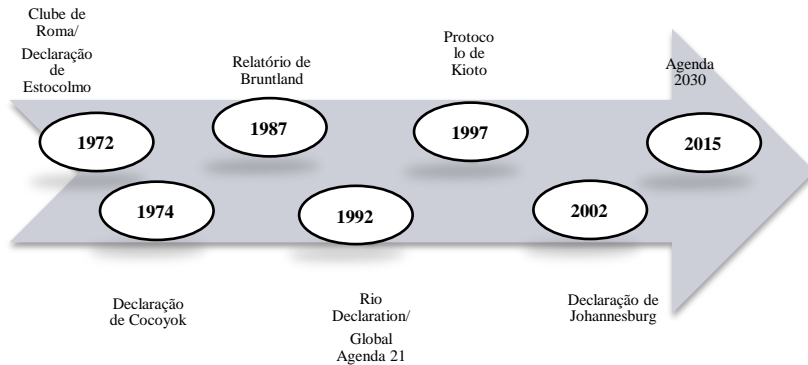 Clube de
Roma/
Declaração
de
Estocolmo
1972
1974
Declaração
de Cocoyok
Relatório de
Bruntland
1987
1992
Rio
Declaration/
Global
Agenda 21
Protoco
lo de
Kioto
1997
2002
Declaração de
Johannesburg
Agenda
2030
2015